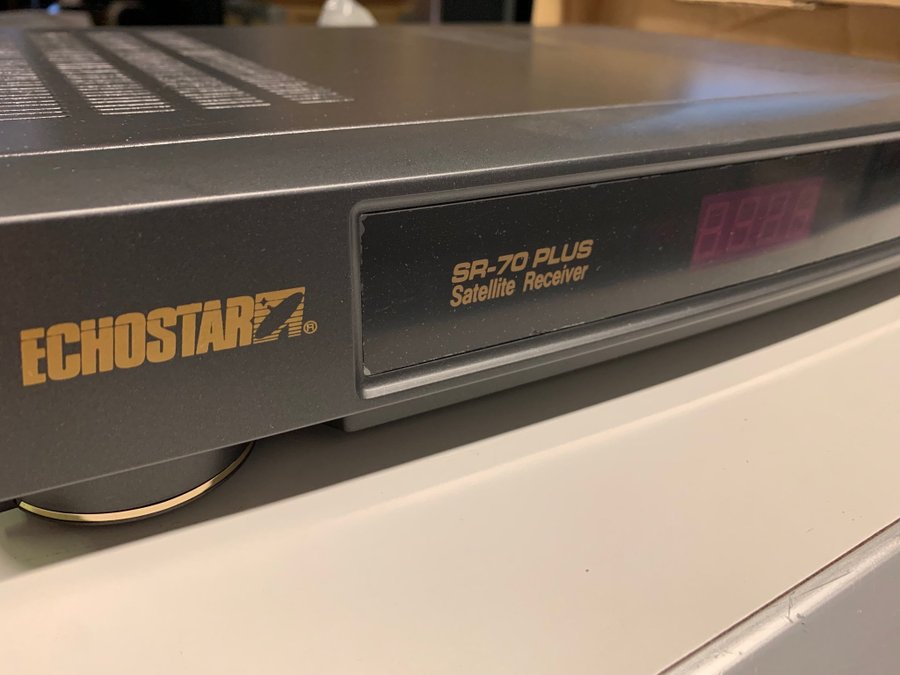 ECHOSTAR®
SR-70 PLUS
Satellite Receiver